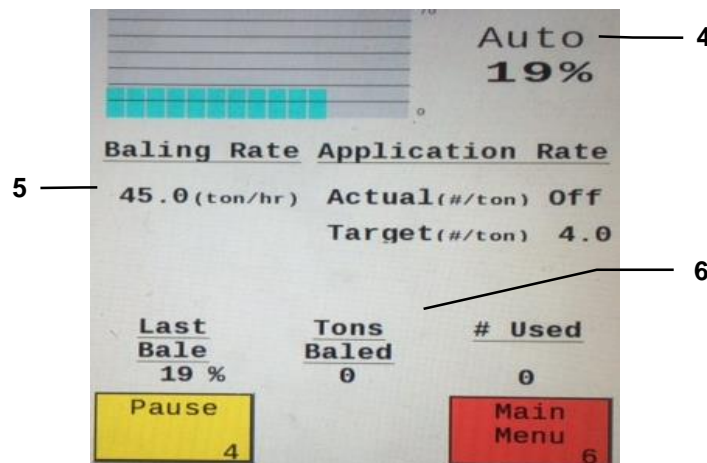 70
Auto
4
19%
0
Baling Rate Application Rate
5
45.0(ton/hr) Actual(#/ton) Off
Target(#/ton) 4.0
6
Last Tons # Used
Bale Baled
19 % 0 0
Pause Main
Menu
4 6